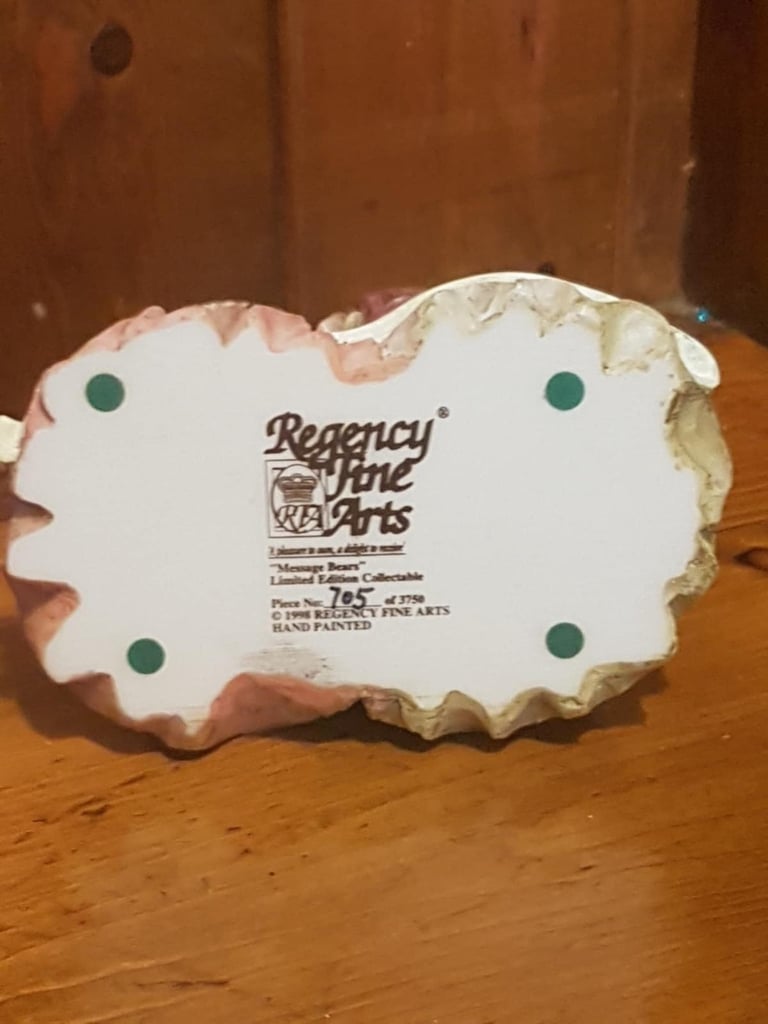 Regency®
Fine
RFA Arts
"A pleasure to own, a delight to receive"
"Message Bears"
Limited Edition Collectable
Piece No: 705 of 3750
© 1998 REGENCY FINE ARTS
HAND PAINTED